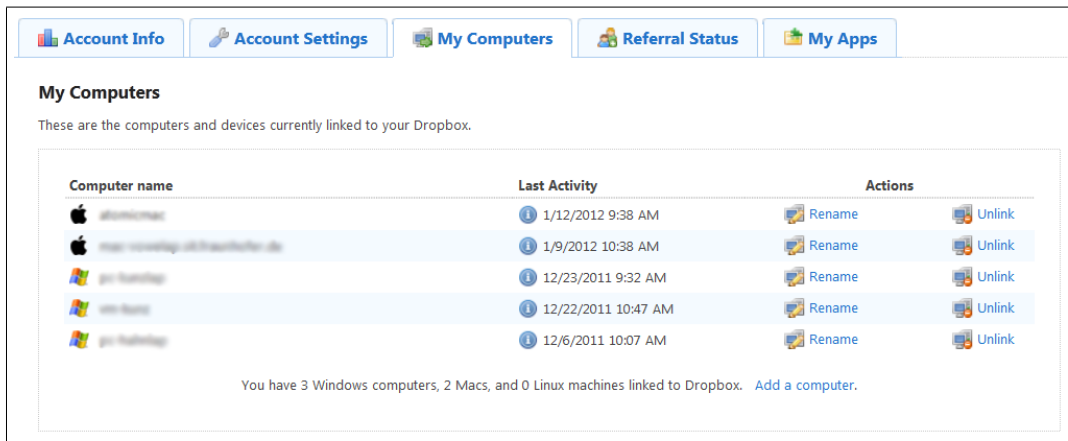 Account Info Account Settings My Computers Referral Status My Apps
My Computers
These are the computers and devices currently linked to your Dropbox.
Computer name Last Activity Actions
1/12/2012 9:38 AM Rename Unlink
1/9/2012 10:38 AM Rename Unlink
12/23/2011 9:32 AM Rename Unlink
12/22/2011 10:47 AM Rename Unlink
12/6/2011 10:07 AM Rename Unlink
You have 3 Windows computers, 2 Macs, and 0 Linux machines linked to Dropbox. Add a computer.